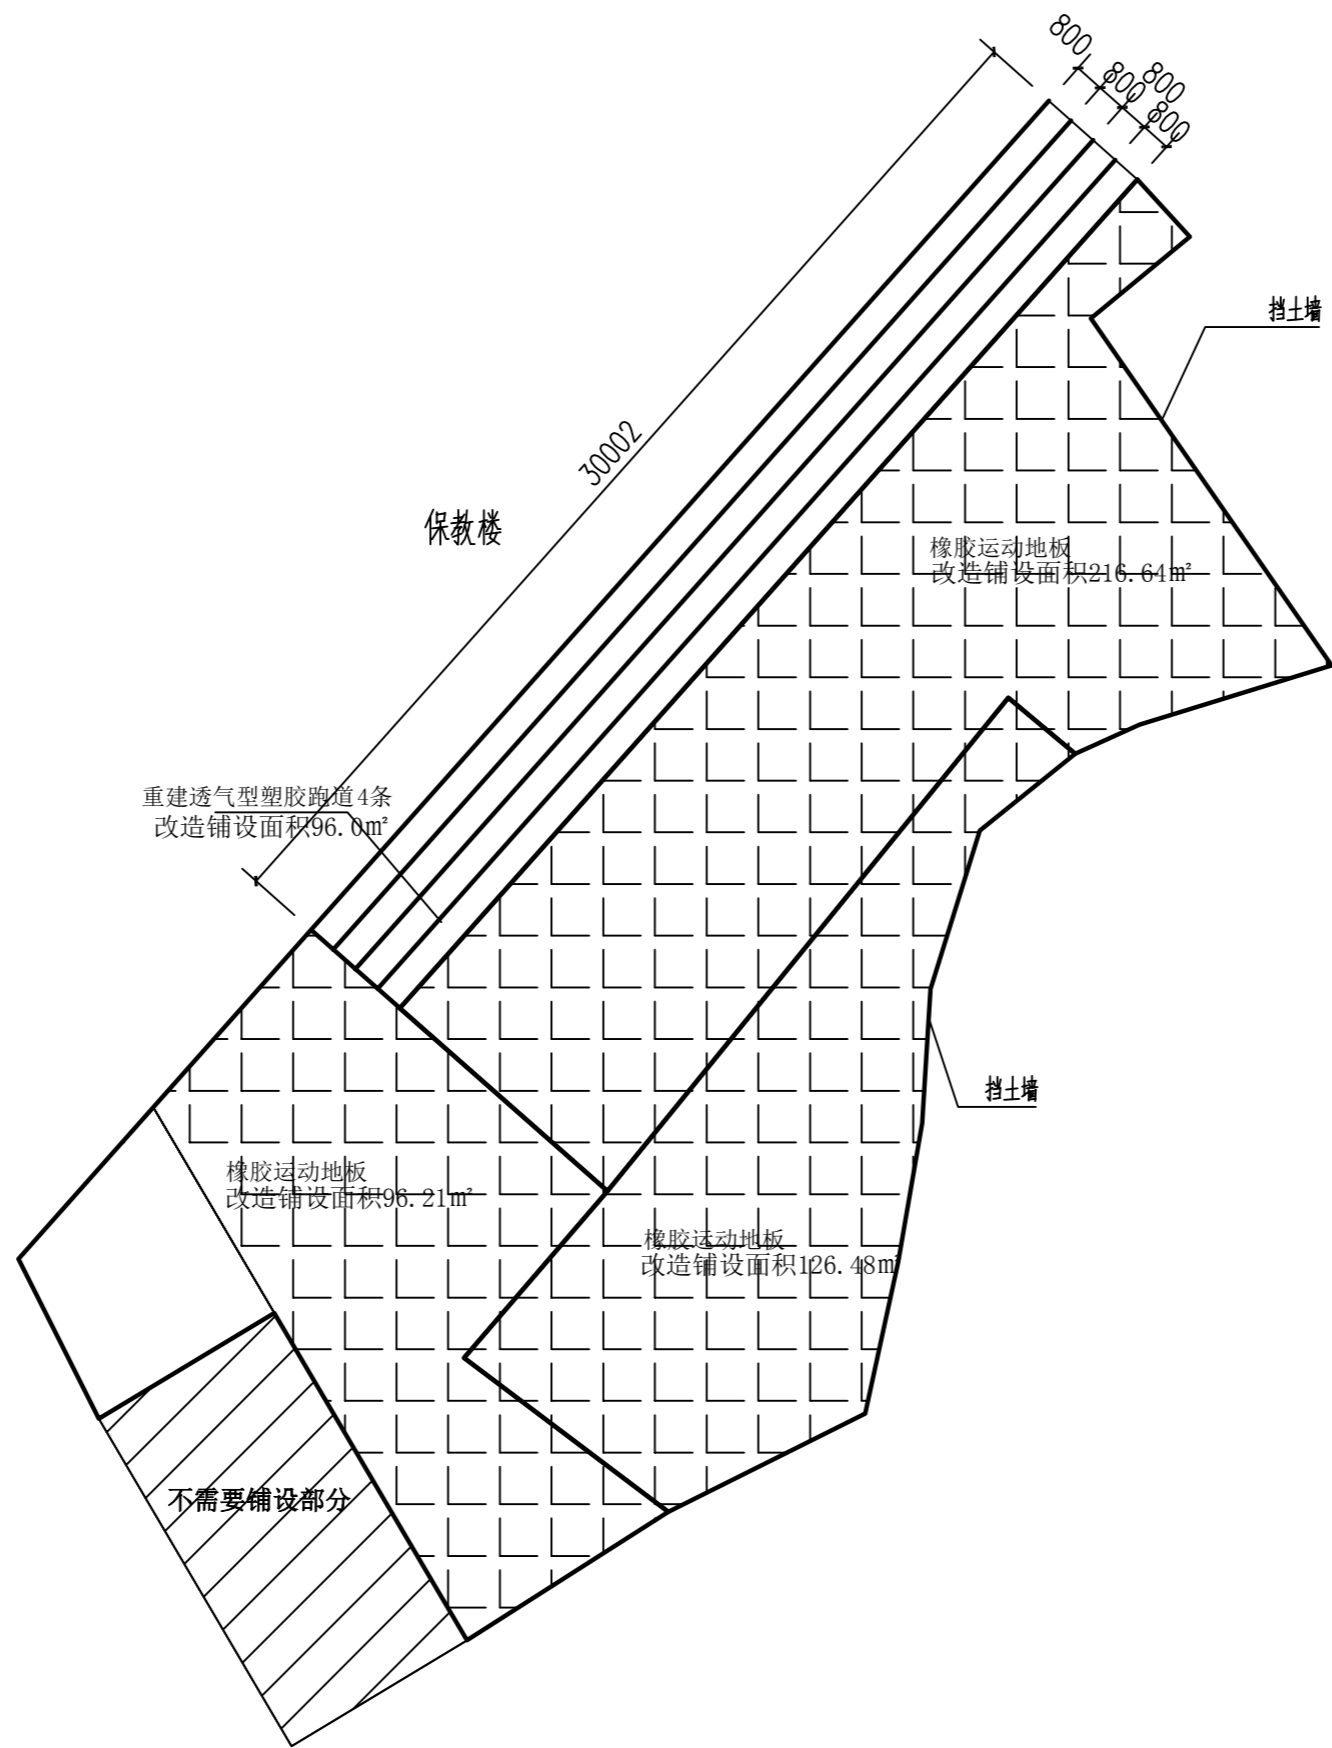 800
800
800
800
挡土墙
30002
保教楼
橡胶运动地板
改造铺设面积216.64㎡
重建透气型塑胶跑道4条
改造铺设面积96.0㎡
挡土墙
橡胶运动地板
改造铺设面积96.21㎡
橡胶运动地板
改造铺设面积126.48㎡
不需要铺设部分